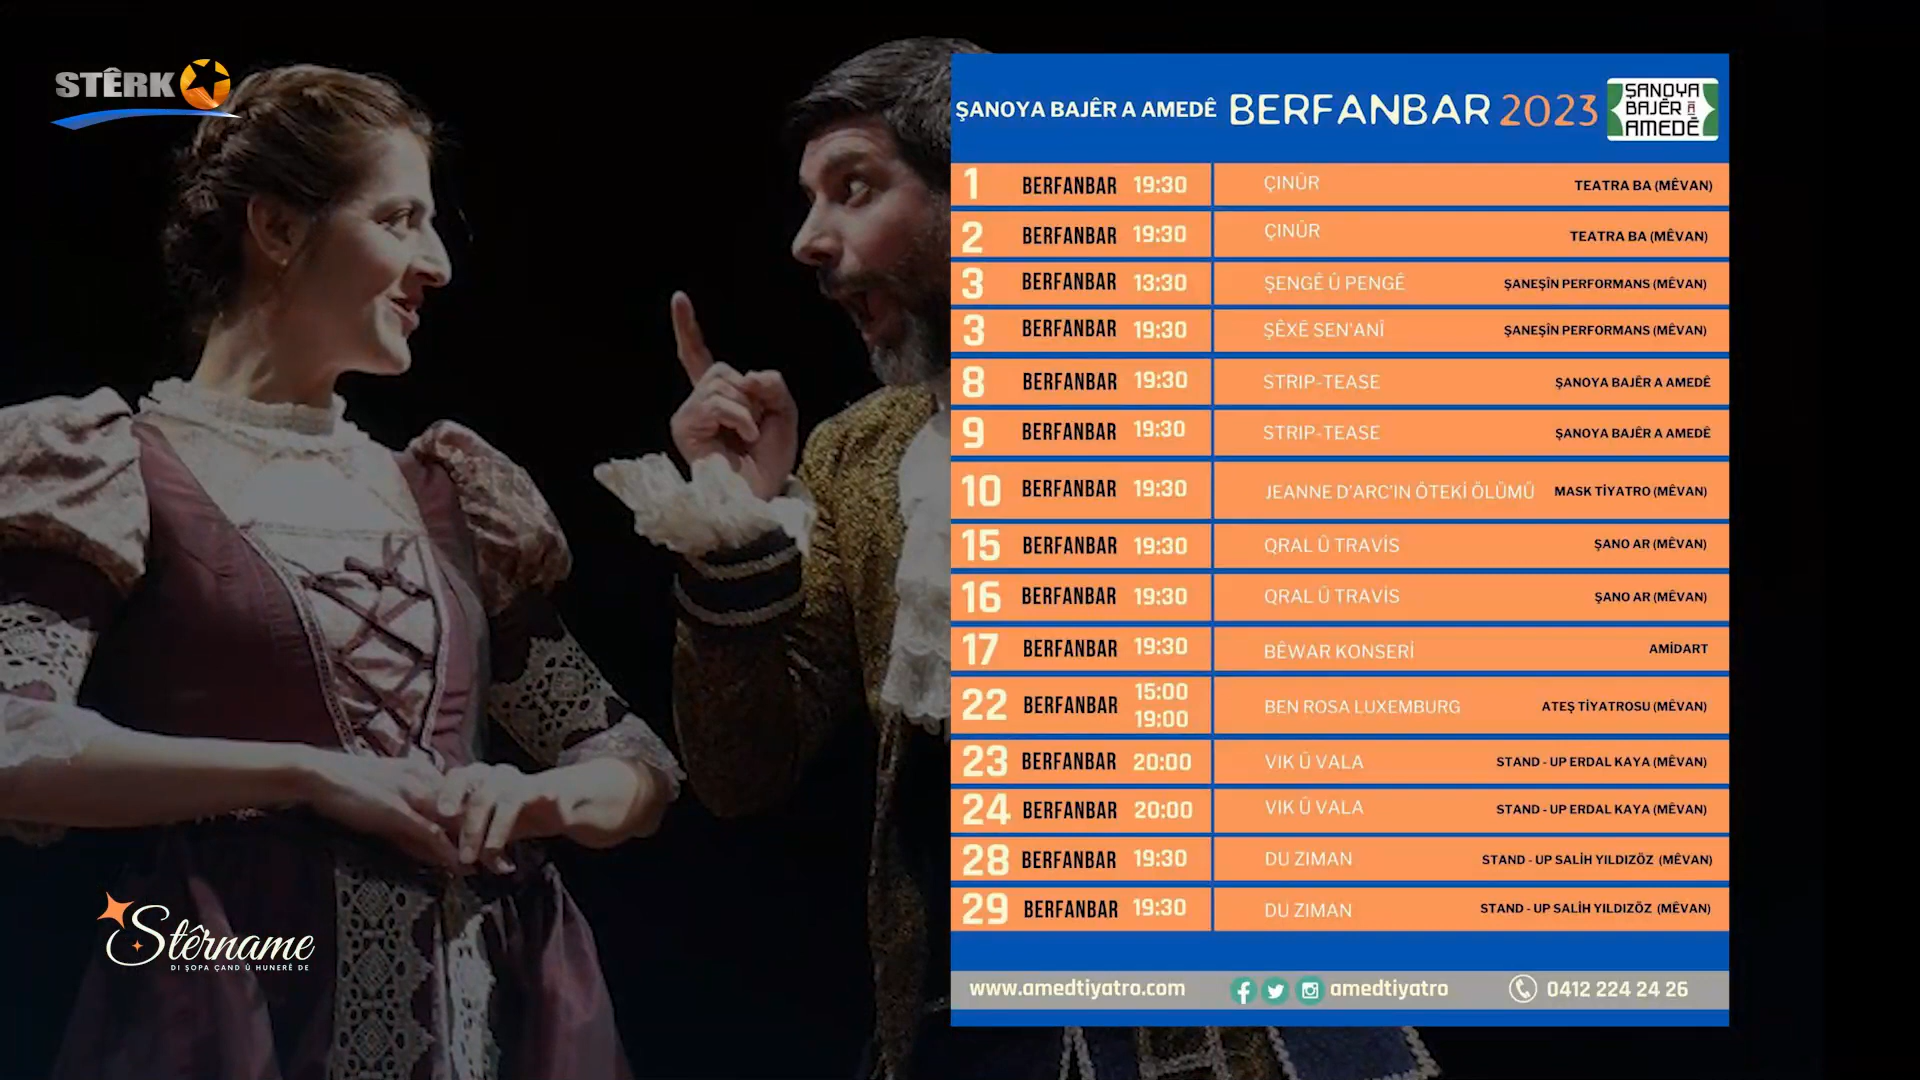 STÊRK
ŞANOYA BAJÊR A AMEDÊ BERFANBAR 2023
ŞANOYA
BAJÊR A
AMEDÊ
1 BERFANBAR 19:30 ÇINÛR TEATRA BA (MÊVAN)
2 BERFANBAR 19:30 ÇINÛR TEATRA BA (MÊVAN)
3 BERFANBAR 13:30 ŞENGÊ Û PENGÊ ŞANEŞÎN PERFORMANS (MÊVAN)
3 BERFANBAR 19:30 ŞÊXÊ SEN'ANÎ ŞANEŞÎN PERFORMANS (MÊVAN)
8 BERFANBAR 19:30 STRIP-TEASE ŞANOYA BAJÊR A AMEDÊ
9 BERFANBAR 19:30 STRIP-TEASE ŞANOYA BAJÊR A AMEDÊ
10 BERFANBAR 19:30 JEANNE D'ARC'IN ÖTEKİ ÖLÜMÜ MASK TİYATRO (MÊVAN)
15 BERFANBAR 19:30 QRAL Û TRAVİS ŞANO AR (MÊVAN)
16 BERFANBAR 19:30 QRAL Û TRAVİS ŞANO AR (MÊVAN)
17 BERFANBAR 19:30 BÊWAR KONSERİ AMİDART
22 BERFANBAR 15:00 19:00 BEN ROSA LUXEMBURG ATEŞ TİYATROSU (MÊVAN)
23 BERFANBAR 20:00 VIK Û VALA STAND - UP ERDAL KAYA (MÊVAN)
24 BERFANBAR 20:00 VIK Û VALA STAND - UP ERDAL KAYA (MÊVAN)
28 BERFANBAR 19:30 DU ZIMAN STAND - UP SALİH YILDIZÖZ (MÊVAN)
29 BERFANBAR 19:30 DU ZIMAN STAND - UP SALİH YILDIZÖZ (MÊVAN)
www.amedtiyatro.com amedtiyatro 0412 224 24 26
Stêrname
DI ŞOPA ÇAND Û HUNERÊ DE